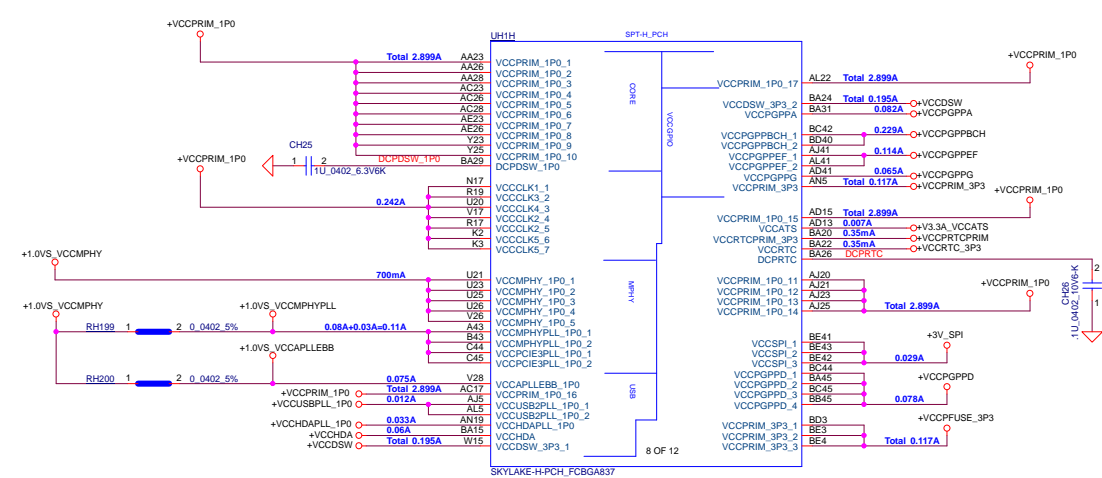 +VCCPRIM_1P0
UH1H
SPT-H_PCH
Total 2.899A
AA23
AA26
AA28
AC23
AC26
AC28
AE23
AE26
Y23
Y25
BA29
VCCPRIM_1P0_1
VCCPRIM_1P0_2
VCCPRIM_1P0_3
VCCPRIM_1P0_4
VCCPRIM_1P0_5
VCCPRIM_1P0_6
VCCPRIM_1P0_7
VCCPRIM_1P0_8
VCCPRIM_1P0_9
VCCPRIM_1P0_10
DCPDSW_1P0
CH25
1
2
DCPDSW_1P0
1U_0402_6.3V6K
+VCCPRIM_1P0
0.242A
N17
R19
U20
V17
R17
K2
K3
VCCCLK1_1
VCCCLK3_2
VCCCLK4_3
VCCCLK2_4
VCCCLK2_5
VCCCLK5_6
VCCCLK5_7
+1.0VS_VCCMPHY
700mA
U21
U23
U25
U26
V26
A43
B43
C44
C45
VCCMPHY_1P0_1
VCCMPHY_1P0_2
VCCMPHY_1P0_3
VCCMPHY_1P0_4
VCCMPHY_1P0_5
VCCMPHYPLL_1P0_1
VCCMPHYPLL_1P0_2
VCCPCIE3PLL_1P0_1
VCCPCIE3PLL_1P0_2
+1.0VS_VCCMPHY
+1.0VS_VCCMPHYPLL
RH199
1
2
0_0402_5%
0.08A+0.03A=0.11A
+1.0VS_VCCAPLLEBB
RH200
1
2
0_0402_5%
0.075A
V28
VCCAPLLEBB_1P0
+VCCPRIM_1P0
Total 2.899A
AC17
VCCPRIM_1P0_16
+VCCUSBPLL_1P0
0.012A
AJ5
VCCUSB2PLL_1P0_1
AL5
VCCUSB2PLL_1P0_2
+VCCHDAPLL_1P0
0.033A
AN19
VCCHDAPLL_1P0
+VCCHDA
0.06A
BA15
VCCHDA
+VCCDSW
Total 0.195A
W15
VCCDSW_3P3_1
CORE
VCCGPIO
MPHY
USB
8 OF 12
SKYLAKE-H-PCH_FCBGA837
+VCCPRIM_1P0
VCCPRIM_1P0_17
AL22
Total 2.899A
VCCDSW_3P3_2
BA24
Total 0.195A
+VCCDSW
VCCPGPPA
BA31
0.082A
+VCCPGPPA
VCCPGPPBCH_1
BC42
0.229A
+VCCPGPPBCH
VCCPGPPBCH_2
BD40
VCCPGPPEF_1
AJ41
0.114A
+VCCPGPPEF
VCCPGPPEF_2
AL41
VCCPGPPG
AD41
0.065A
+VCCPGPPG
VCCPRIM_3P3
AN5
Total 0.117A
+VCCPRIM_3P3
+VCCPRIM_1P0
VCCPRIM_1P0_15
AD15
Total 2.899A
VCCATS
AD13
0.007A
+V3.3A_VCCATS
VCCRTCPRIM_3P3
BA20
0.35mA
+VCCPRTCPRIM
VCCRTC
BA22
0.35mA
+VCCRTC_3P3
DCPRTC
BA26
DCPRTC
2
CH26
.1U_0402_10V6-K
1
VCCPRIM_1P0_11
VCCPRIM_1P0_12
VCCPRIM_1P0_13
VCCPRIM_1P0_14
AJ20
AJ21
AJ23
AJ25
Total 2.899A
+VCCPRIM_1P0
VCCSPI_1
VCCSPI_2
VCCSPI_3
BE41
BE43
BE42
0.029A
+3V_SPI
VCCPGPPD_1
VCCPGPPD_2
VCCPGPPD_3
VCCPGPPD_4
BC44
BA45
BC45
BB45
0.078A
+VCCPGPPD
VCCPRIM_3P3_1
VCCPRIM_3P3_2
VCCPRIM_3P3_3
BD3
BE3
BE4
Total 0.117A
+VCCPFUSE_3P3